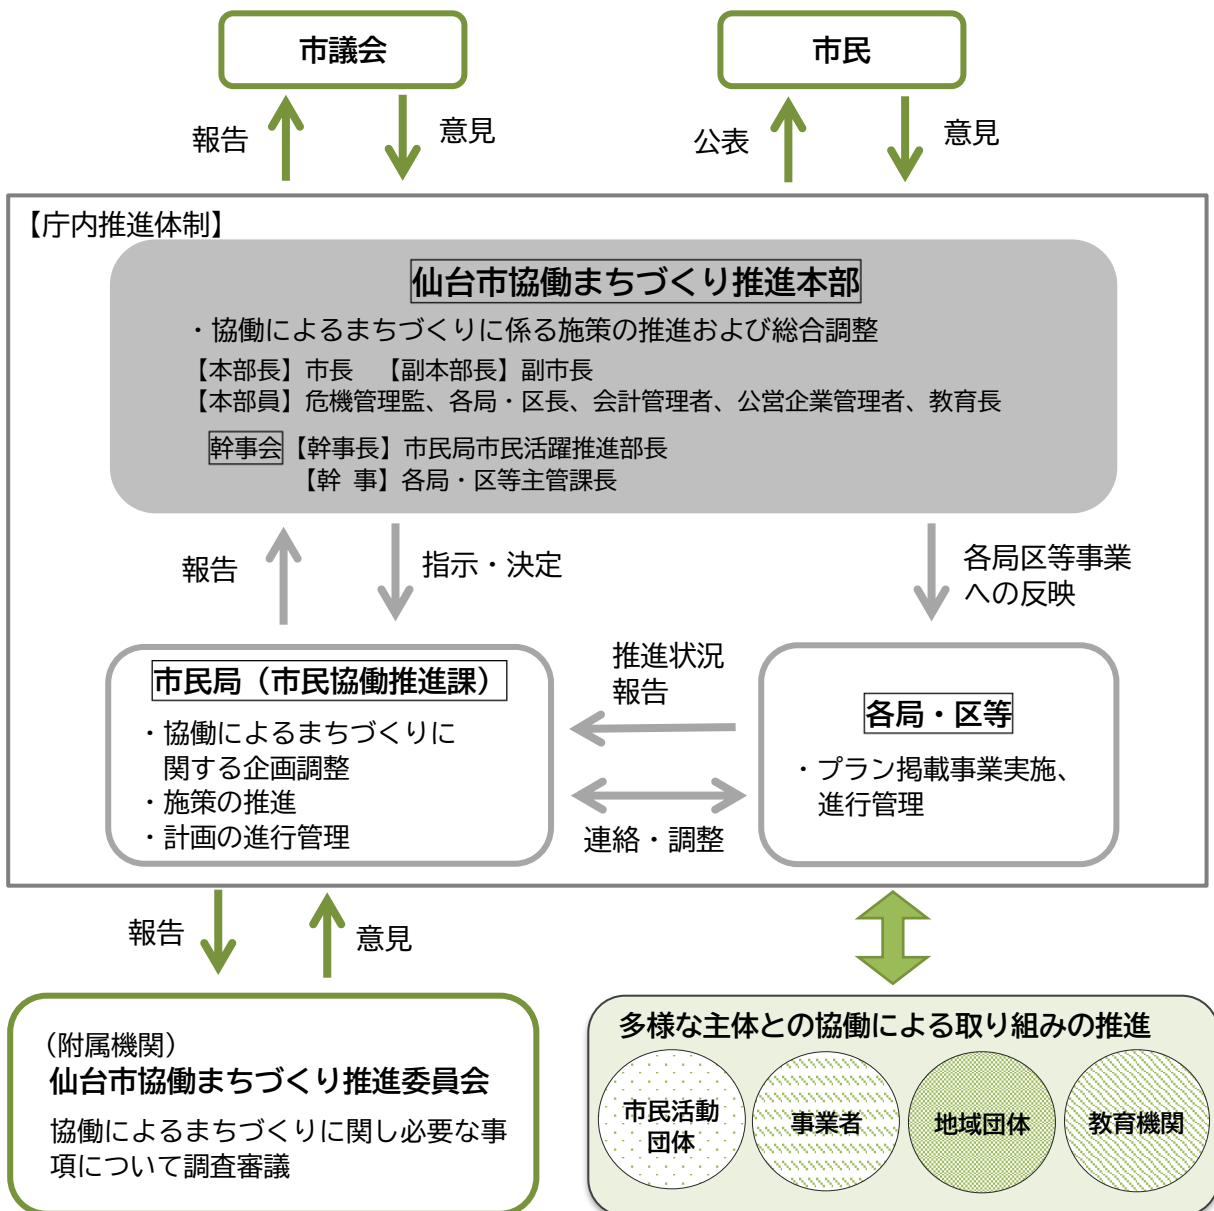 市議会
市民
報告
意見
公表
意見
【庁内推進体制】
仙台市協働まちづくり推進本部
・協働によるまちづくりに係る施策の推進および総合調整
【本部長】市長　【副本部長】副市長
【本部員】危機管理監、各局・区長、会計管理者、公営企業管理者、教育長
幹事会【幹事長】市民局市民活躍推進部長
【幹 事】各局・区等主管課長
報告
指示・決定
各局区等事業
への反映
市民局（市民協働推進課）
・協働によるまちづくりに
関する企画調整
・施策の推進
・計画の進行管理
推進状況
報告
連絡・調整
各局・区等
・プラン掲載事業実施、
進行管理
報告
意見
（附属機関）
仙台市協働まちづくり推進委員会
協働によるまちづくりに関し必要な事
項について調査審議
多様な主体との協働による取り組みの推進
市民活動
団体
事業者
地域団体
教育機関